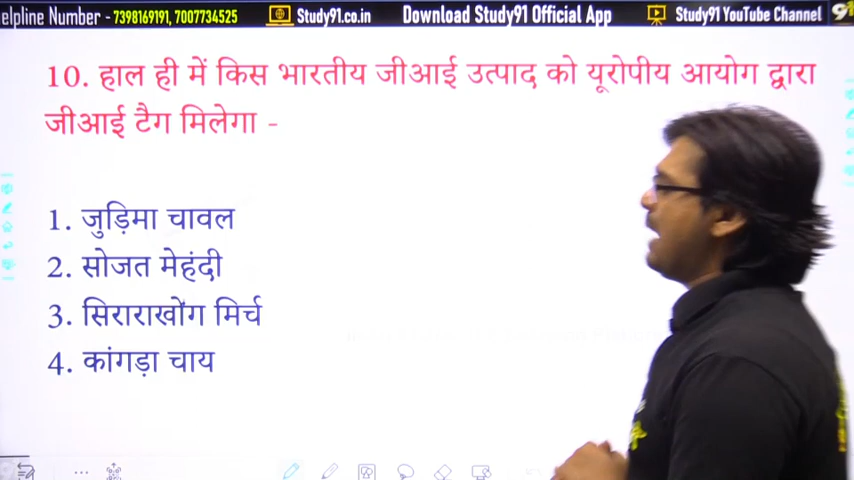 elpline Number - 7398169191, 7007734525 Study91.co.in Download Study91 Official App Study91 YouTube Channel 91
10. हाल ही में किस भारतीय जीआई उत्पाद को यूरोपीय आयोग द्वारा
जीआई टैग मिलेगा -
1. जुड़िमा चावल
2. सोजत मेहंदी
3. सिराराखोंग मिर्च
4. कांगड़ा चाय